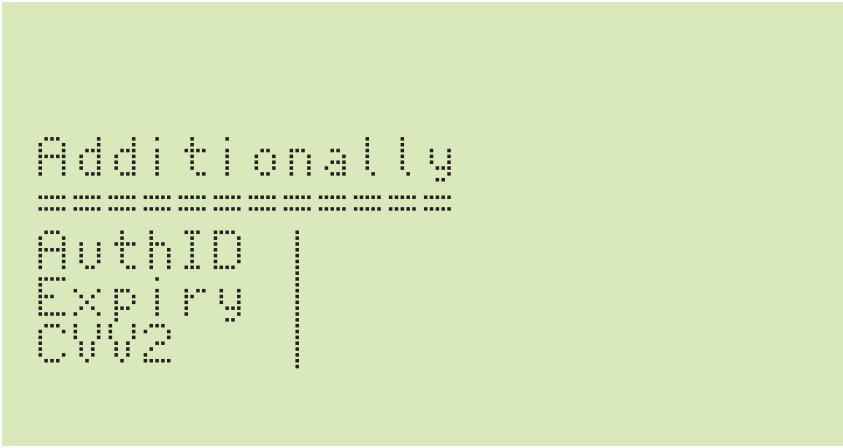 Additionally
============
AuthID |
Expiry |
CVV2 |